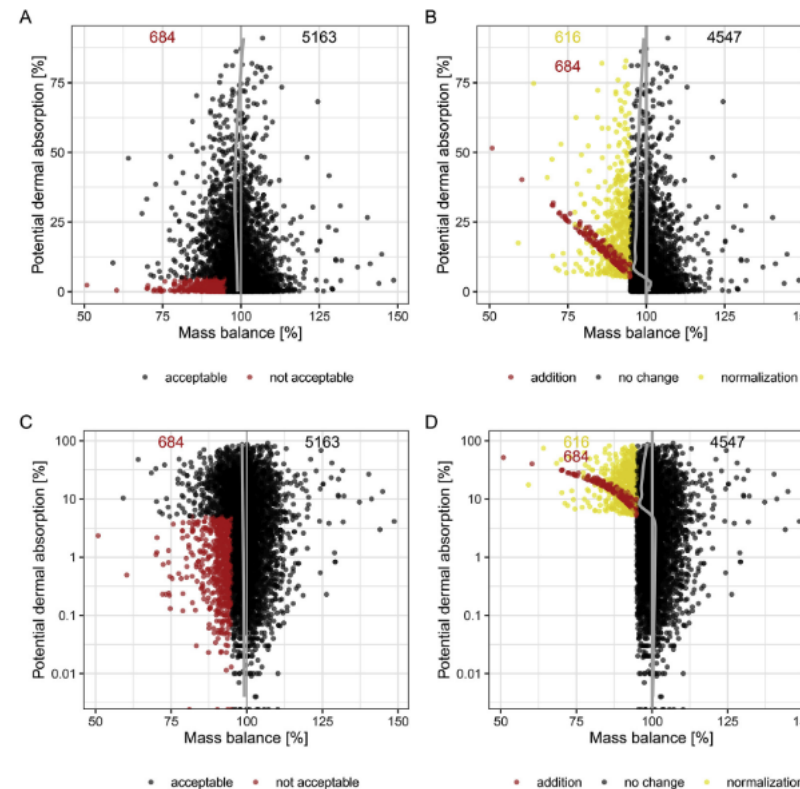 A
684
5163
Potential dermal absorption [%]
75
50
25
0
50
75
100
125
150
Mass balance [%]
acceptable
not acceptable
B
616
4547
684
Potential dermal absorption [%]
75
50
25
0
50
75
100
125
Mass balance [%]
addition
no change
normalization
C
684
5163
Potential dermal absorption [%]
100
10
1
0.1
0.01
50
75
100
125
150
Mass balance [%]
acceptable
not acceptable
D
616
4547
684
Potential dermal absorption [%]
100
10
1
0.1
0.01
50
75
100
125
Mass balance [%]
addition
no change
normalization